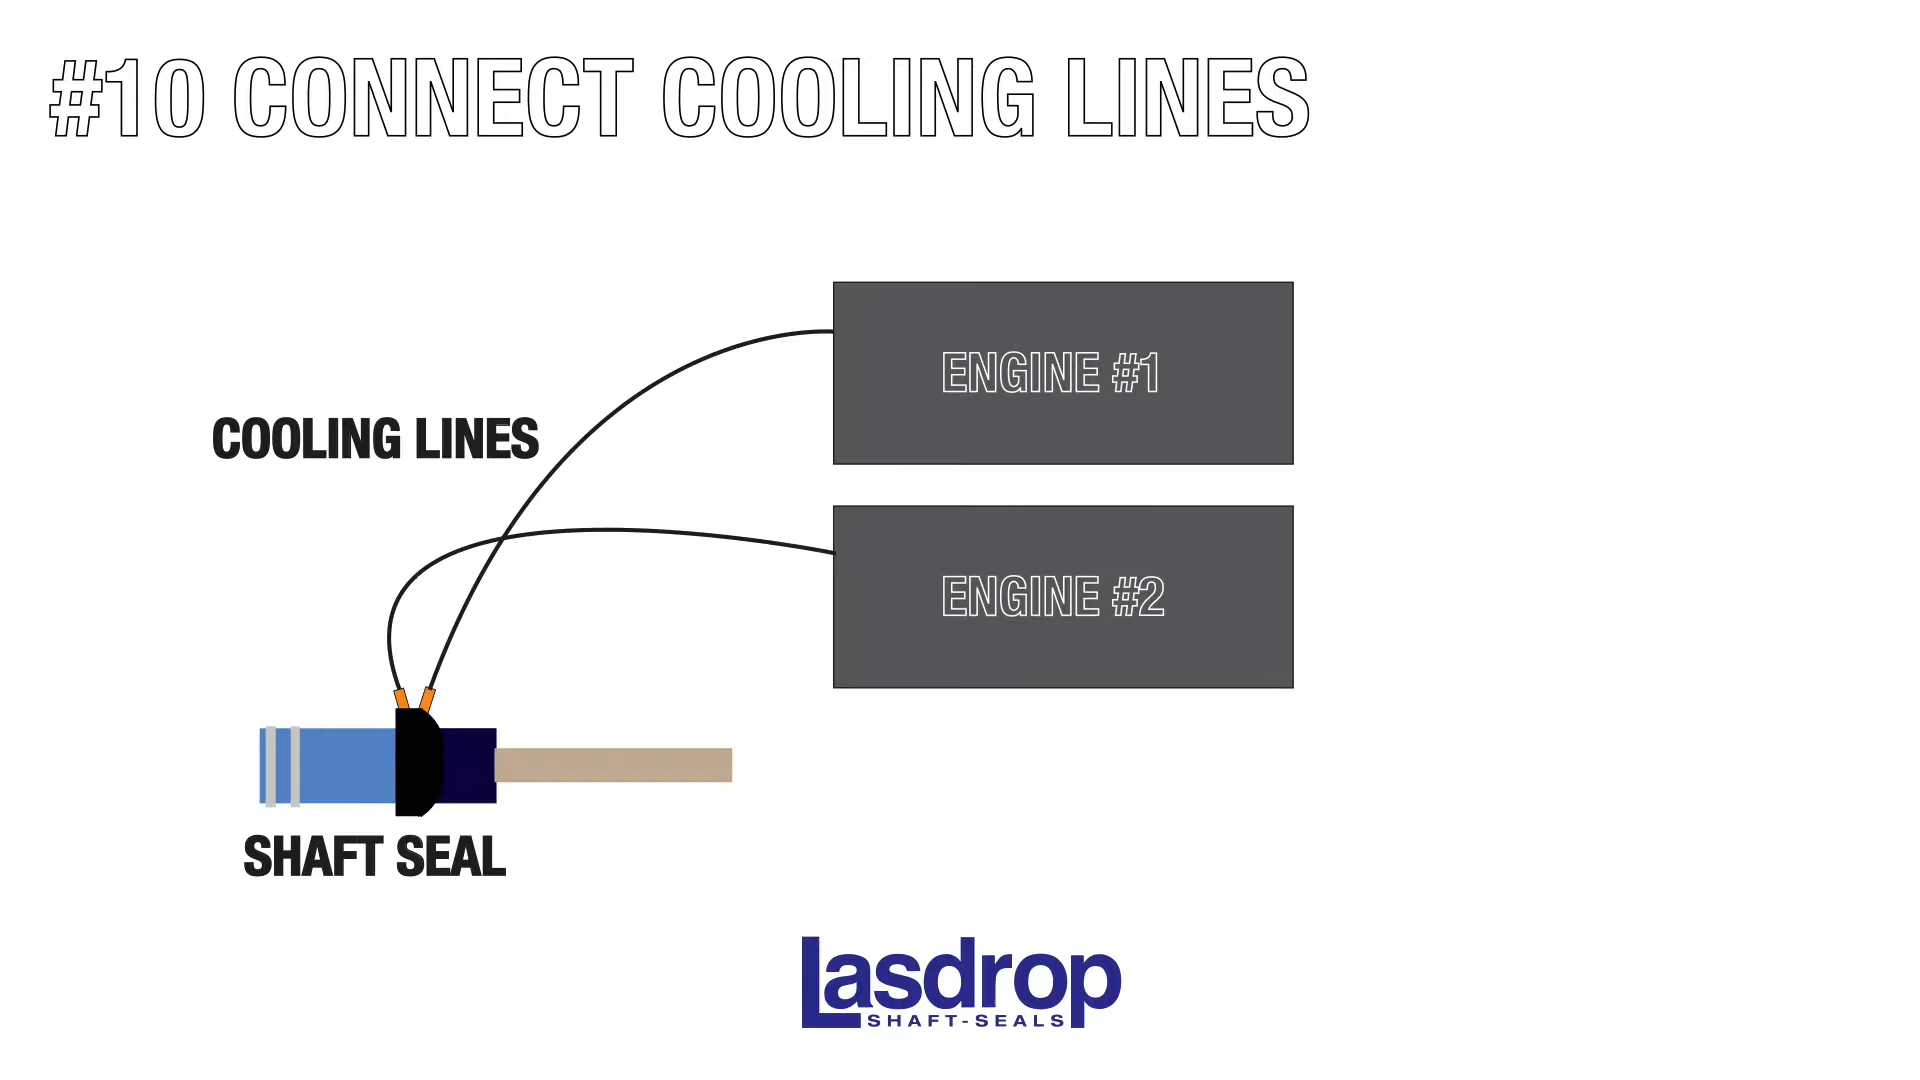 #10 CONNECT COOLING LINES
ENGINE #1
COOLING LINES
ENGINE #2
SHAFT SEAL
Lasdrop
SHAFT-SEALS